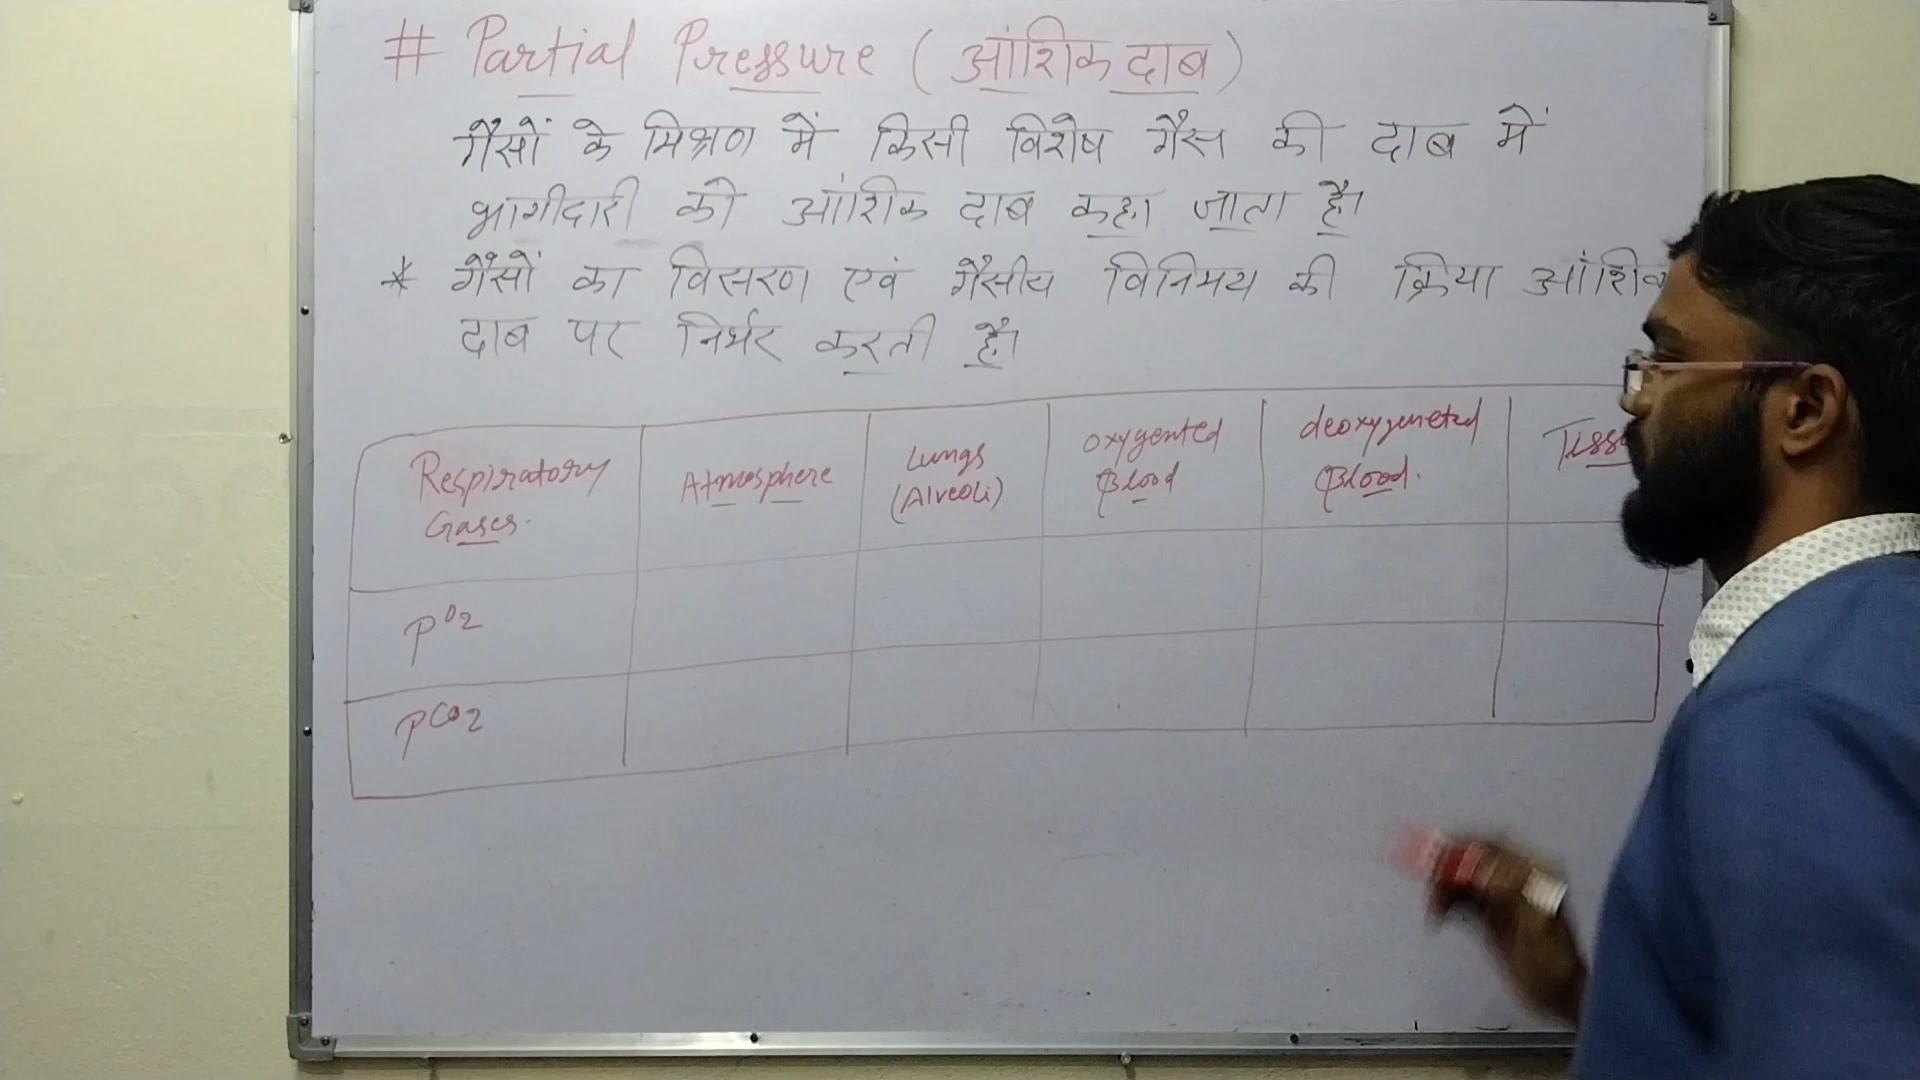 # Partial Pressure (आंशिक दाब)
गैसों के मिश्रण में किसी विशेष गैस की दाब में
भागीदारी को आंशिक दाब कहा जाता है।
* गैसों का विसरण एवं गैसीय विनिमय की क्रिया
दाब पर निर्भर करती है।
Respiratory Gases.
Atmosphere
Lungs (Alveoli)
oxygented Blood
deoxygeneted Blood.
pO2
pCO2